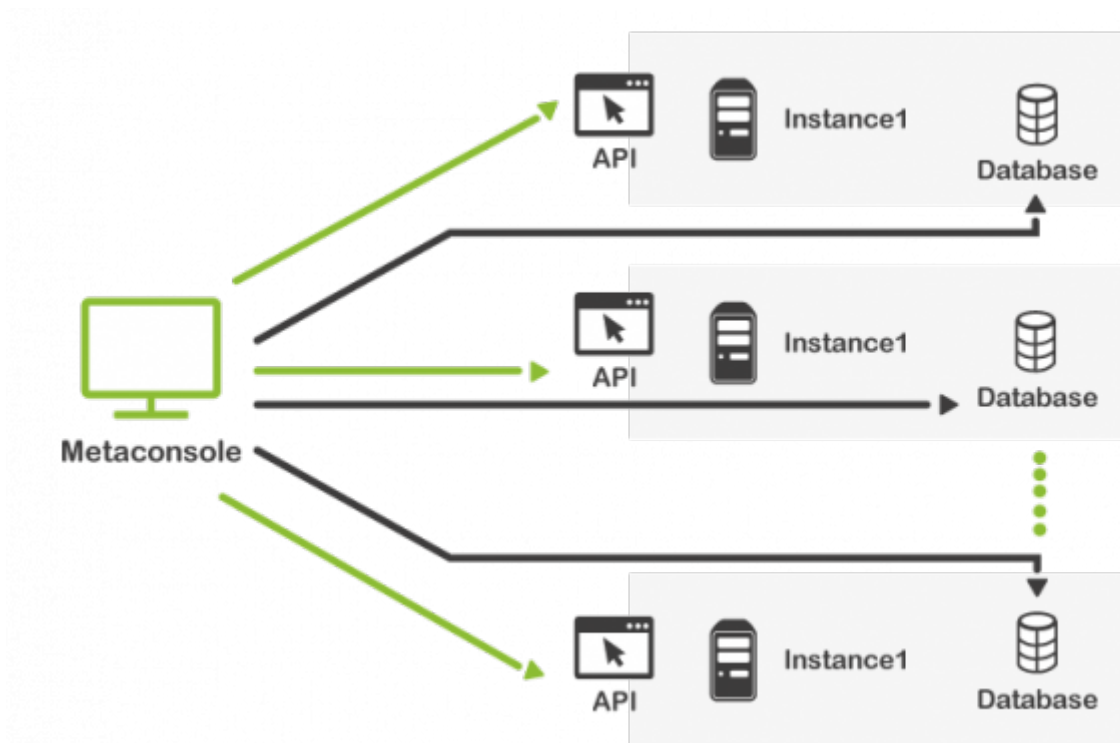 Instance1
API
Database
Instance1
API
Database
Metaconsole
Instance1
API
Database